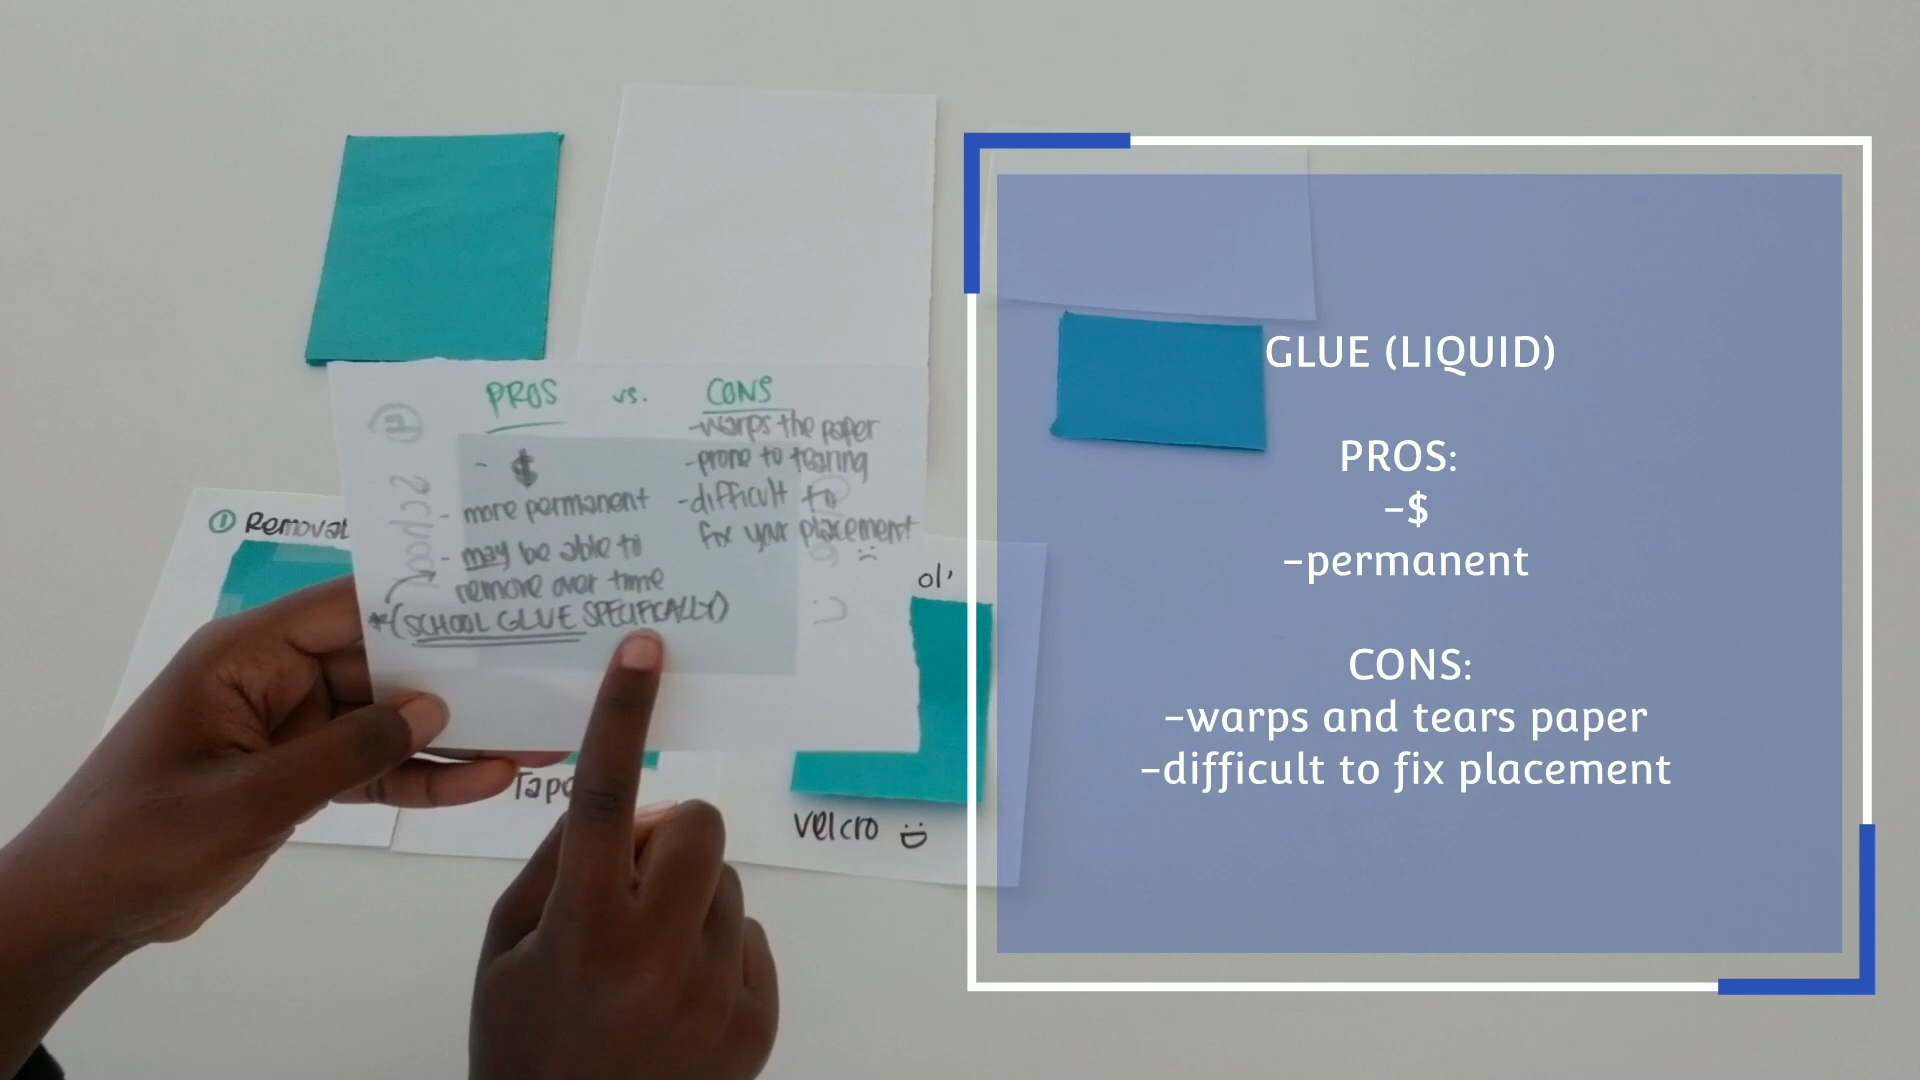 PROS vs. CONS
- $
- more permanent
- may be able to
remove over time
*(SCHOOL GLUE SPECIFICALLY)
-warps the paper
-prone to tearing
-difficult to
fix your placement
① Removab
ol'
Tape
velcro
GLUE (LIQUID)
PROS:
-$
-permanent
CONS:
-warps and tears paper
-difficult to fix placement